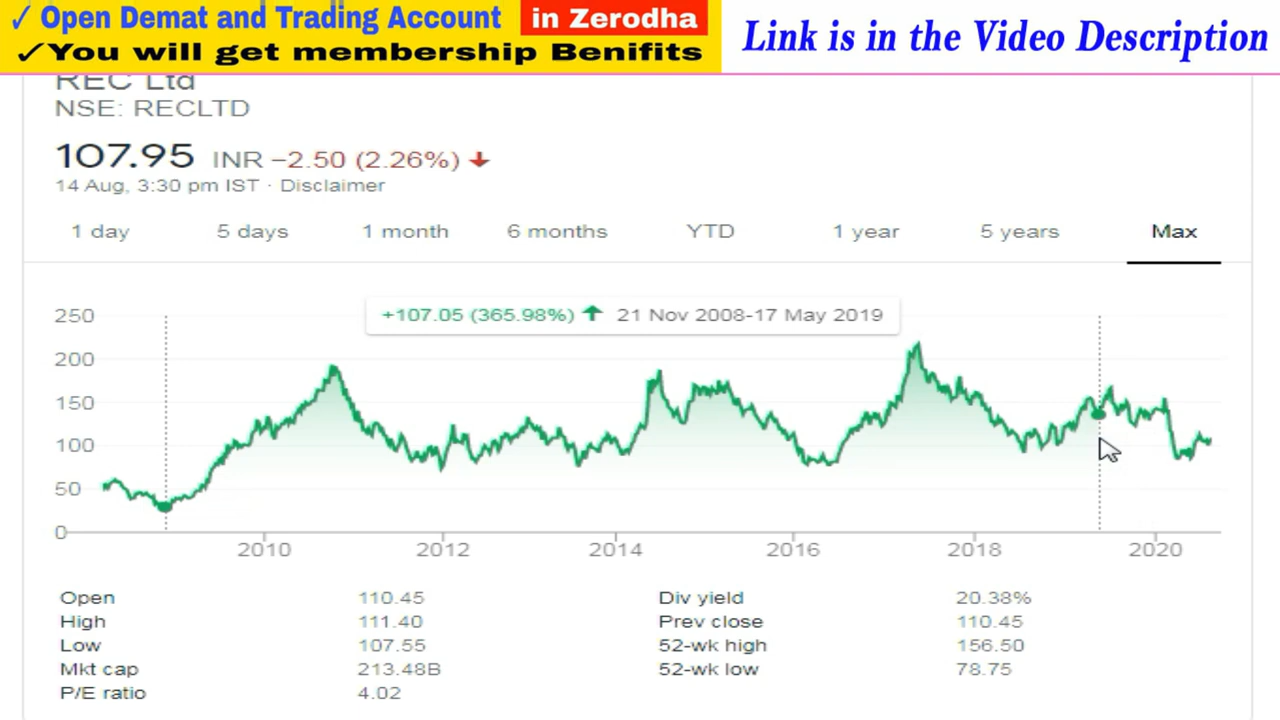 ✓ Open Demat and Trading Account in Zerodha
✓You will get membership Benifits
Link is in the Video Description
REC Ltd
NSE: RECLTD
107.95 INR −2.50 (2.26%) ↓
14 Aug, 3:30 pm IST · Disclaimer
1 day 5 days 1 month 6 months YTD 1 year 5 years Max
+107.05 (365.98%) ↑ 21 Nov 2008-17 May 2019
250
200
150
100
50
0
2010 2012 2014 2016 2018 2020
Open 110.45 Div yield 20.38%
High 111.40 Prev close 110.45
Low 107.55 52-wk high 156.50
Mkt cap 213.48B 52-wk low 78.75
P/E ratio 4.02